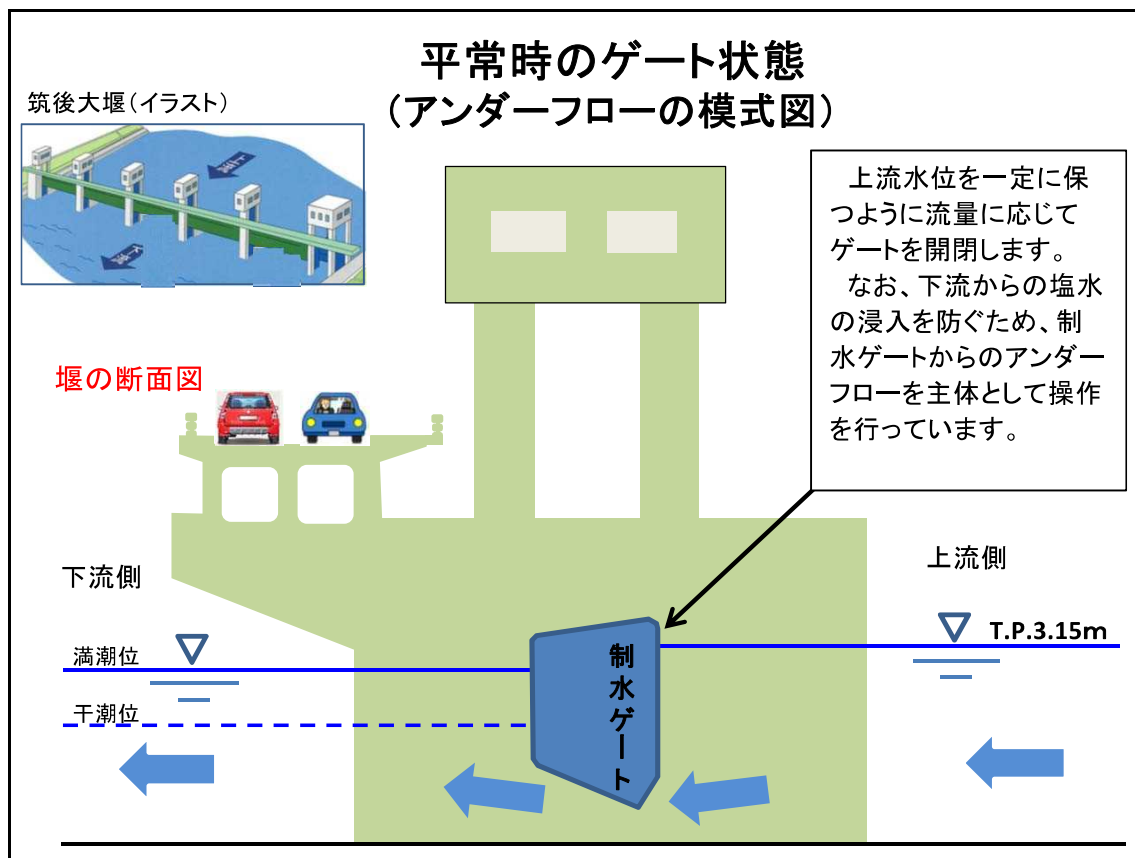 平常時のゲート状態
（アンダーフローの模式図）
筑後大堰（イラスト）
上流水位を一定に保
つように流量に応じて
ゲートを開閉します。
なお、下流からの塩水
の浸入を防ぐため、制
水ゲートからのアンダー
フローを主体として操作
を行っています。
堰の断面図
下流側
上流側
満潮位
T.P.3.15m
干潮位
制水ゲート